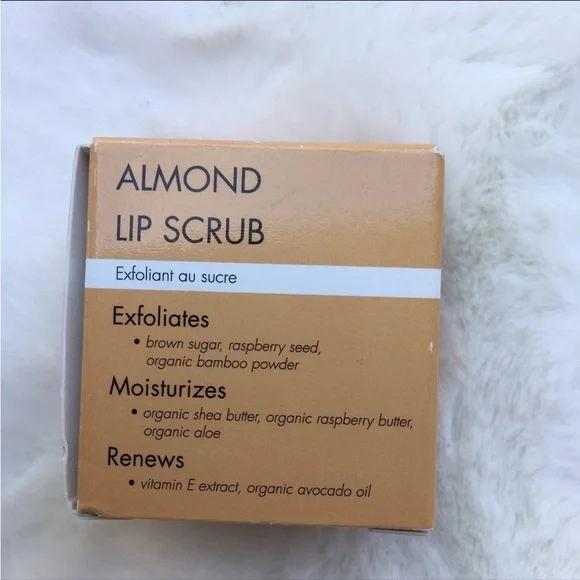 ALMOND
LIP SCRUB
Exfoliant au sucre
Exfoliates
• brown sugar, raspberry seed,
organic bamboo powder
Moisturizes
• organic shea butter, organic raspberry butter,
organic aloe
Renews
• vitamin E extract, organic avocado oil